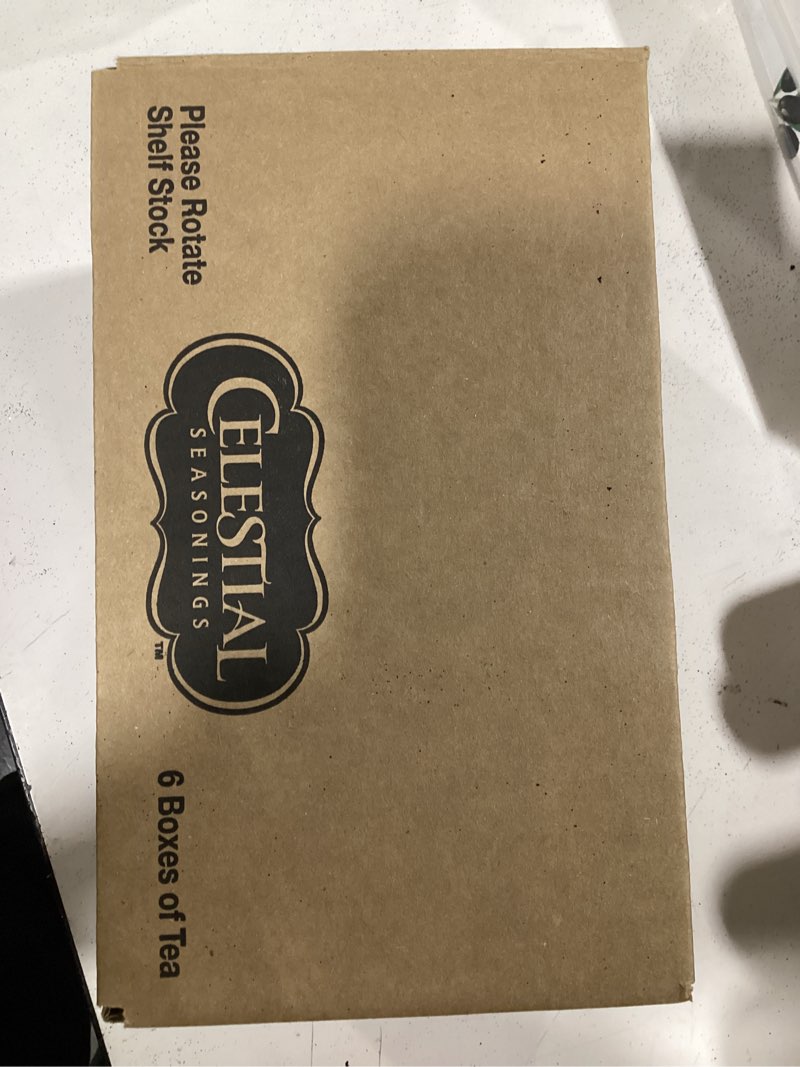 Please Rotate
Shelf Stock
CELESTIAL
SEASONINGS
™
6 Boxes of Tea